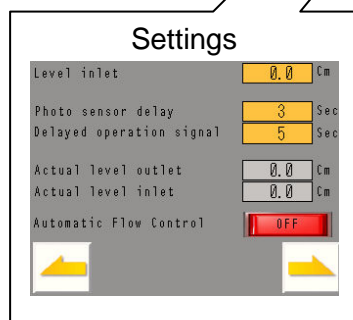 Settings
Level inlet 0.0 Cm
Photo sensor delay 3 Sec
Delayed operation signal 5 Sec
Actual level outlet 0.0 Cm
Actual level inlet 0.0 Cm
Automatic Flow Control OFF